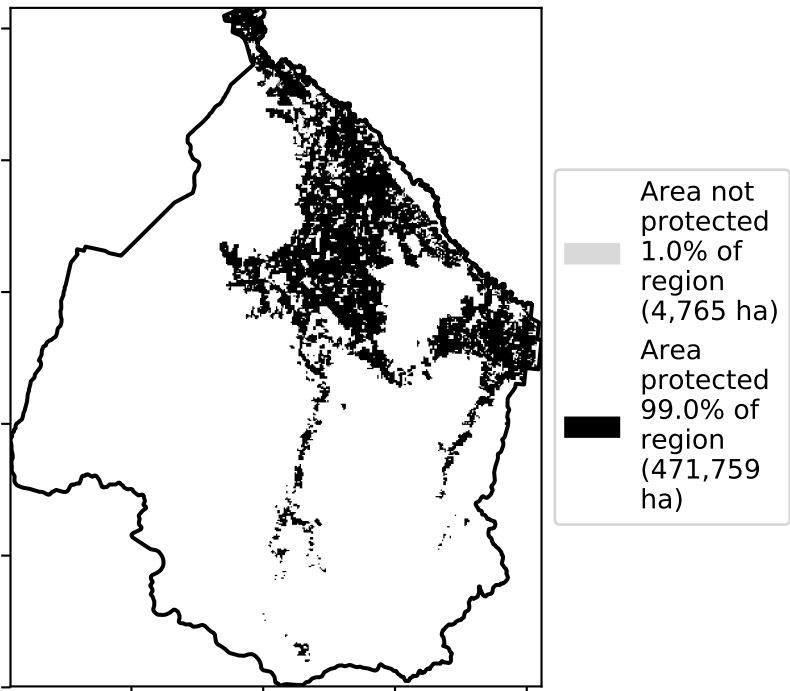 Area not
protected
1.0% of
region
(4,765 ha)
Area
protected
99.0% of
region
(471,759
ha)